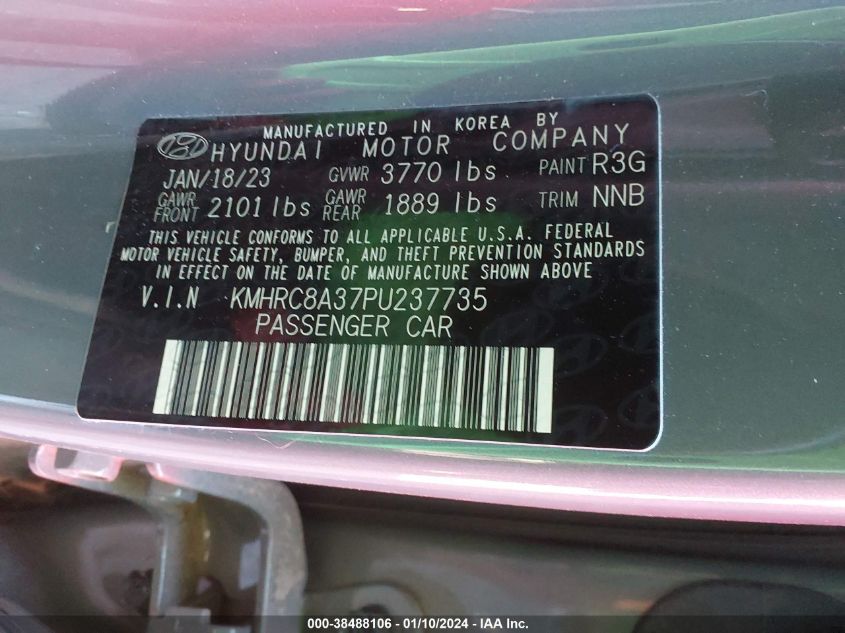 MANUFACTURED IN KOREA BY
HYUNDAI MOTOR COMPANY
JAN/18/23 GVWR 3770 lbs PAINT R3G
GAWR FRONT 2101 lbs GAWR REAR 1889 lbs TRIM NNB
THIS VEHICLE CONFORMS TO ALL APPLICABLE U.S.A. FEDERAL
MOTOR VEHICLE SAFETY, BUMPER, AND THEFT PREVENTION STANDARDS
IN EFFECT ON THE DATE OF MANUFACTURE SHOWN ABOVE
V.I.N KMHRC8A37PU237735
PASSENGER CAR
000-38488106 - 01/10/2024 - IAA Inc.